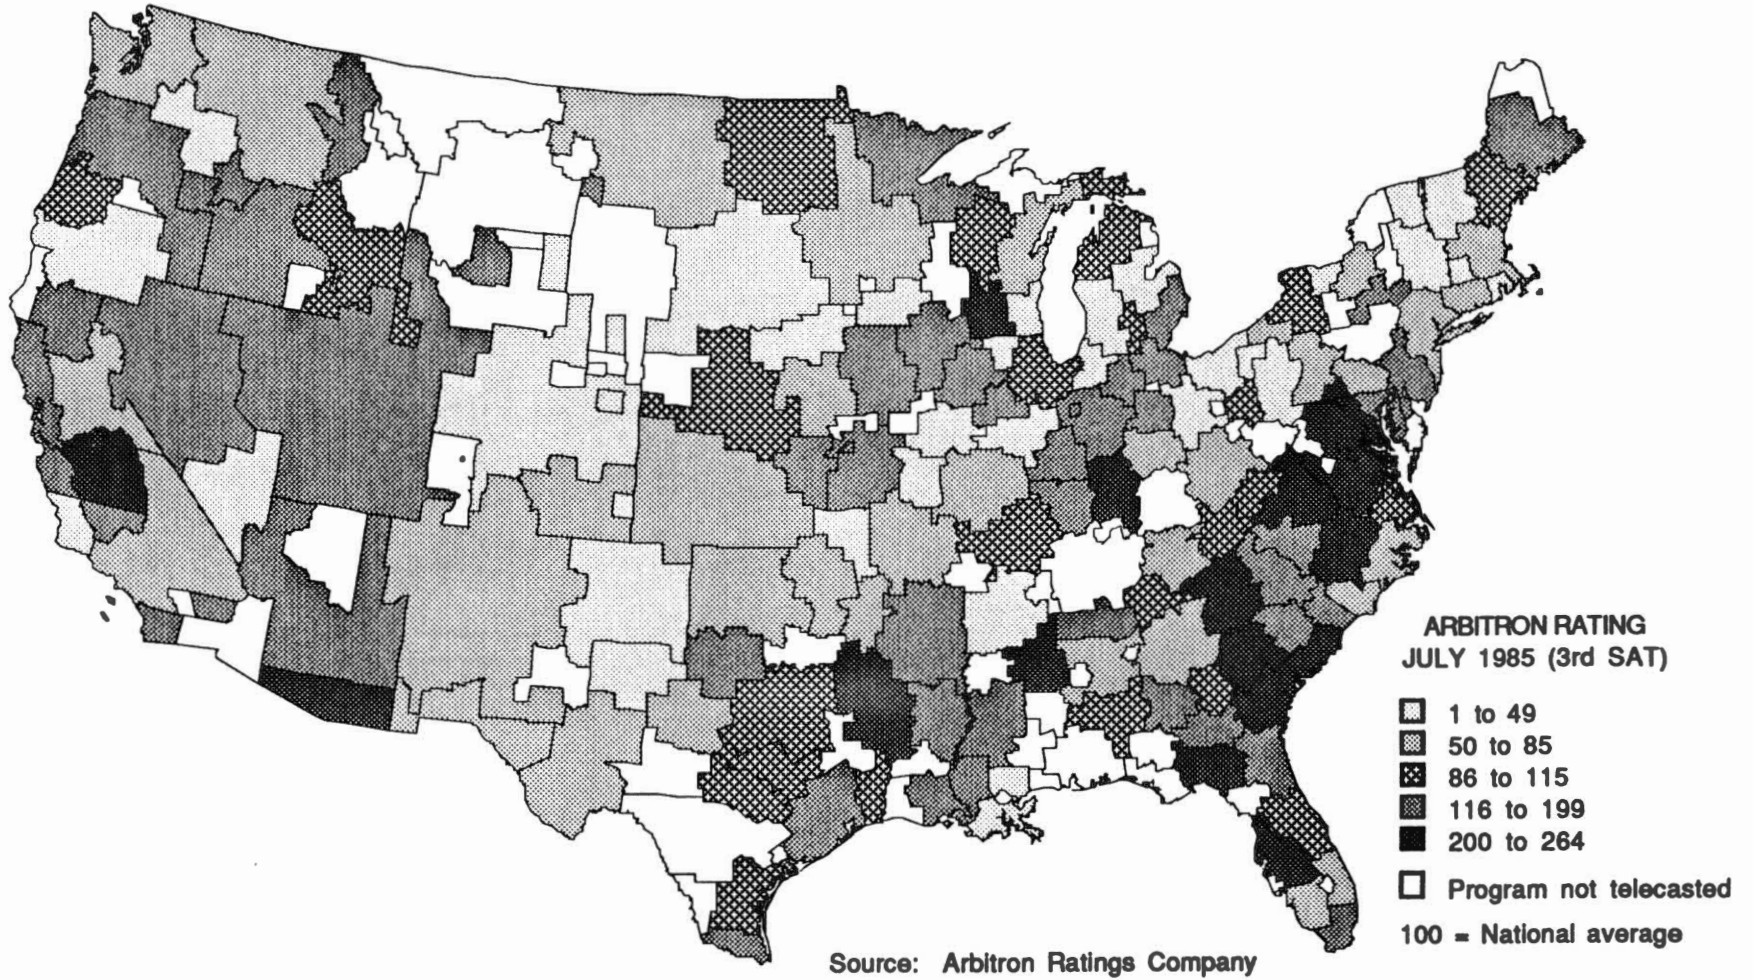 ARBITRON RATING
JULY 1985 (3rd SAT)
1 to 49
50 to 85
86 to 115
116 to 199
200 to 264
Program not telecasted
100 = National average
Source: Arbitron Ratings Company